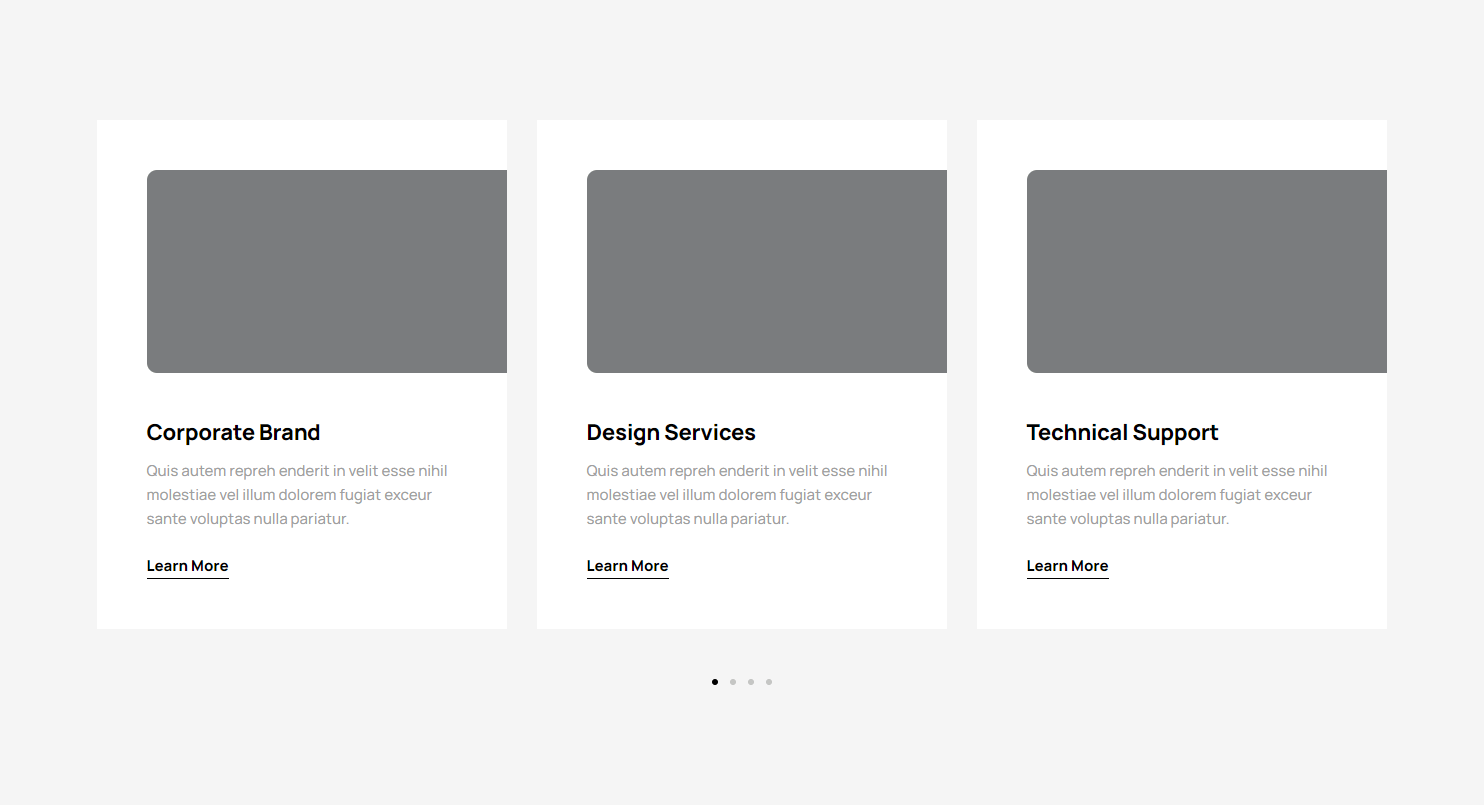 Corporate Brand
Quis autem repreh enderit in velit esse nihil
molestiae vel illum dolorem fugiat exceur
sante voluptas nulla pariatur.
Learn More
Design Services
Quis autem repreh enderit in velit esse nihil
molestiae vel illum dolorem fugiat exceur
sante voluptas nulla pariatur.
Learn More
Technical Support
Quis autem repreh enderit in velit esse nihil
molestiae vel illum dolorem fugiat exceur
sante voluptas nulla pariatur.
Learn More